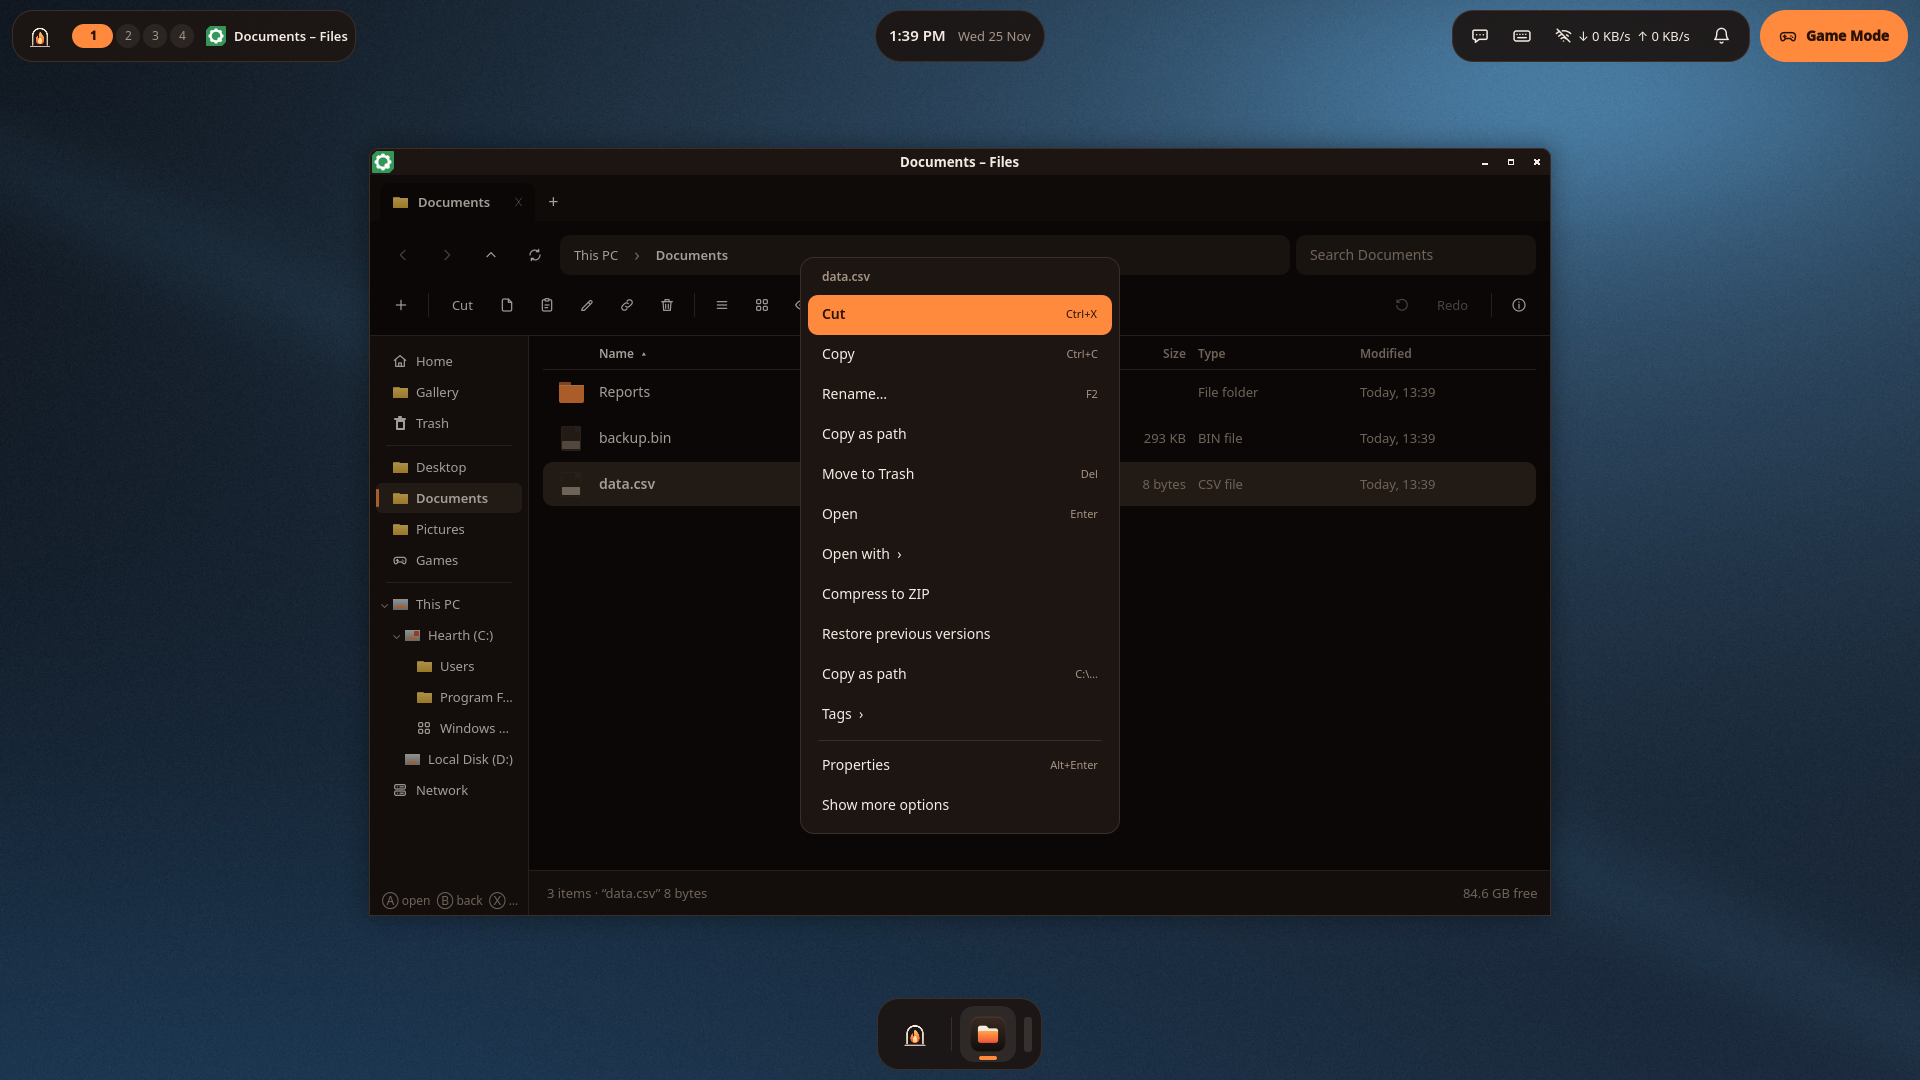 1 2 3 4 Documents – Files
1:39 PM Wed 25 Nov
↓ 0 KB/s ↑ 0 KB/s
Game Mode
Documents – Files
Documents X +
This PC › Documents
Search Documents
Cut
Redo
Home
Gallery
Trash
Desktop
Documents
Pictures
Games
This PC
Hearth (C:)
Users
Program F...
Windows ...
Local Disk (D:)
Network
A open B back X ...
Name Size Type Modified
Reports File folder Today, 13:39
backup.bin 293 KB BIN file Today, 13:39
data.csv 8 bytes CSV file Today, 13:39
data.csv
Cut Ctrl+X
Copy Ctrl+C
Rename... F2
Copy as path
Move to Trash Del
Open Enter
Open with ›
Compress to ZIP
Restore previous versions
Copy as path C:\...
Tags ›
Properties Alt+Enter
Show more options
3 items · “data.csv” 8 bytes
84.6 GB free